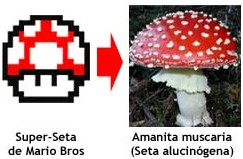 Super-Seta
de Mario Bros
Amanita muscaria
(Seta alucinógena)